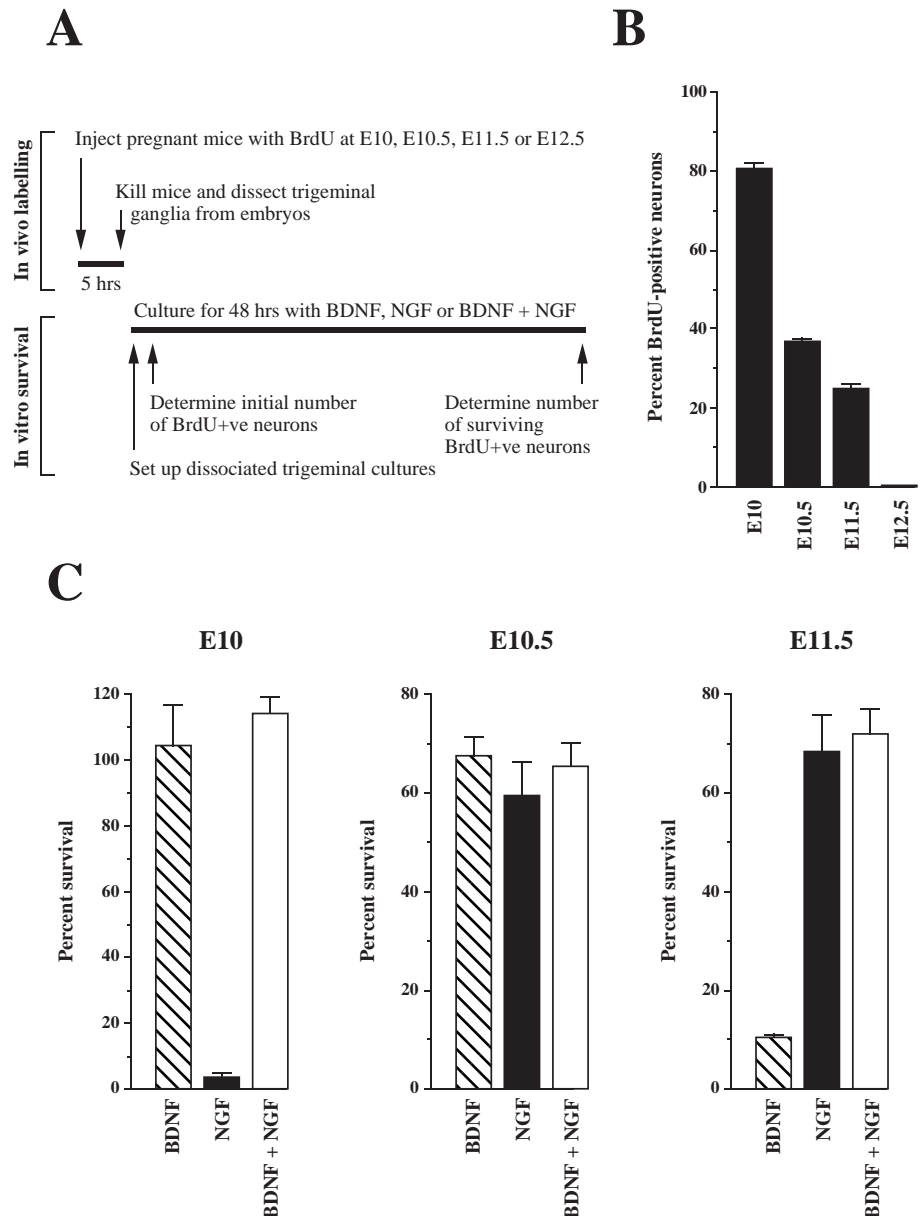 A
In vivo labelling
Inject pregnant mice with BrdU at E10, E10.5, E11.5 or E12.5
Kill mice and dissect trigeminal
ganglia from embryos
5 hrs
In vitro survival
Culture for 48 hrs with BDNF, NGF or BDNF + NGF
Determine initial number
of BrdU+ve neurons
Determine number
of surviving
BrdU+ve neurons
Set up dissociated trigeminal cultures
B
Percent BrdU-positive neurons
100
80
60
40
20
0
E10
E10.5
E11.5
E12.5
C
E10
Percent survival
120
100
80
60
40
20
0
BDNF
NGF
BDNF + NGF
E10.5
Percent survival
80
60
40
20
0
BDNF
NGF
BDNF + NGF
E11.5
Percent survival
80
60
40
20
0
BDNF
NGF
BDNF + NGF